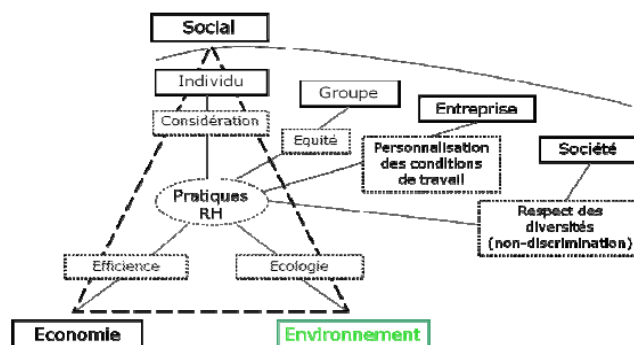 Social
Individu
Groupe
Entreprise
Considération
Equité
Personnalisation
des conditions
de travail
Société
Pratiques
RH
Respect des
diversités
(non-discrimination)
Efficience
Ecologie
Economie
Environnement